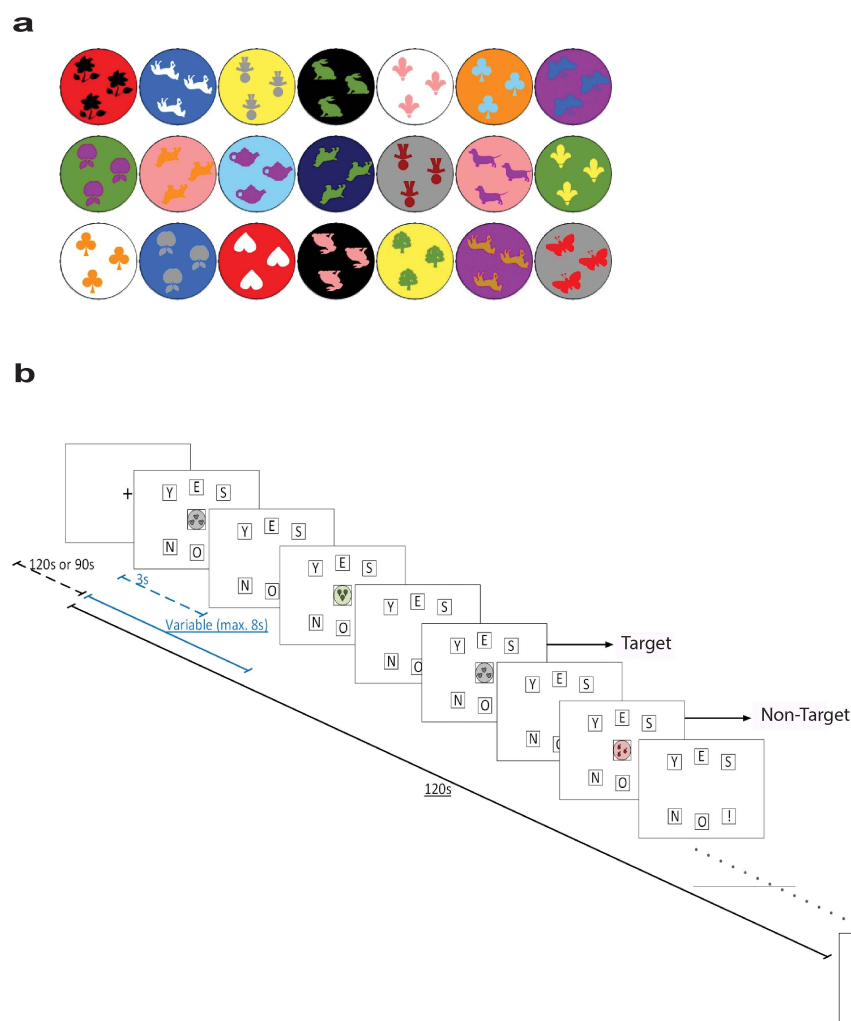 a
b
+
Y E S
N O
Y E S
N O
Y E S
N O
Y E S
N O
Y E S
N O
Y E S
N O
Y E S
N O
Y E S
N O !
120s or 90s
3s
Variable (max. 8s)
Target
Non-Target
120s